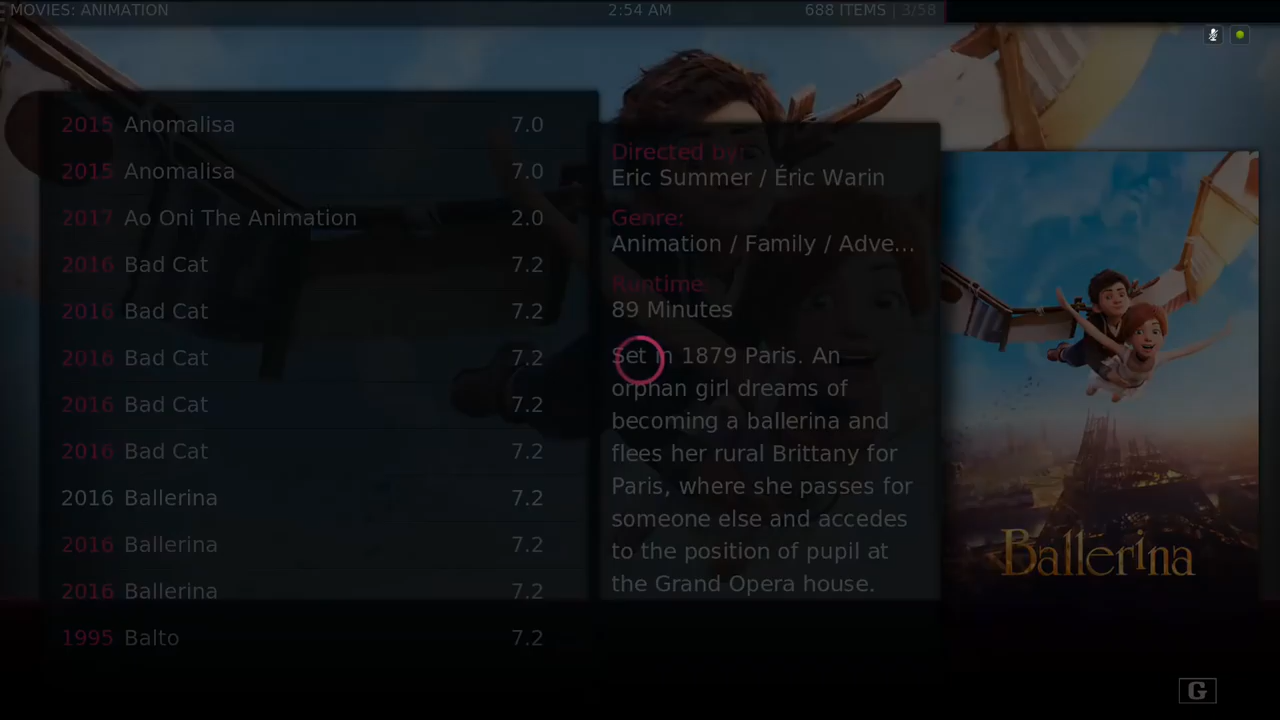 MOVIES: ANIMATION
2:54 AM
688 ITEMS | 3/58
2015 Anomalisa 7.0
2015 Anomalisa 7.0
2017 Ao Oni The Animation 2.0
2016 Bad Cat 7.2
2016 Bad Cat 7.2
2016 Bad Cat 7.2
2016 Bad Cat 7.2
2016 Bad Cat 7.2
2016 Ballerina 7.2
2016 Ballerina 7.2
2016 Ballerina 7.2
1995 Balto 7.2
Directed by:
Eric Summer / Éric Warin
Genre:
Animation / Family / Adve...
Runtime:
89 Minutes
Set in 1879 Paris. An
orphan girl dreams of
becoming a ballerina and
flees her rural Brittany for
Paris, where she passes for
someone else and accedes
to the position of pupil at
the Grand Opera house.
Ballerina
G